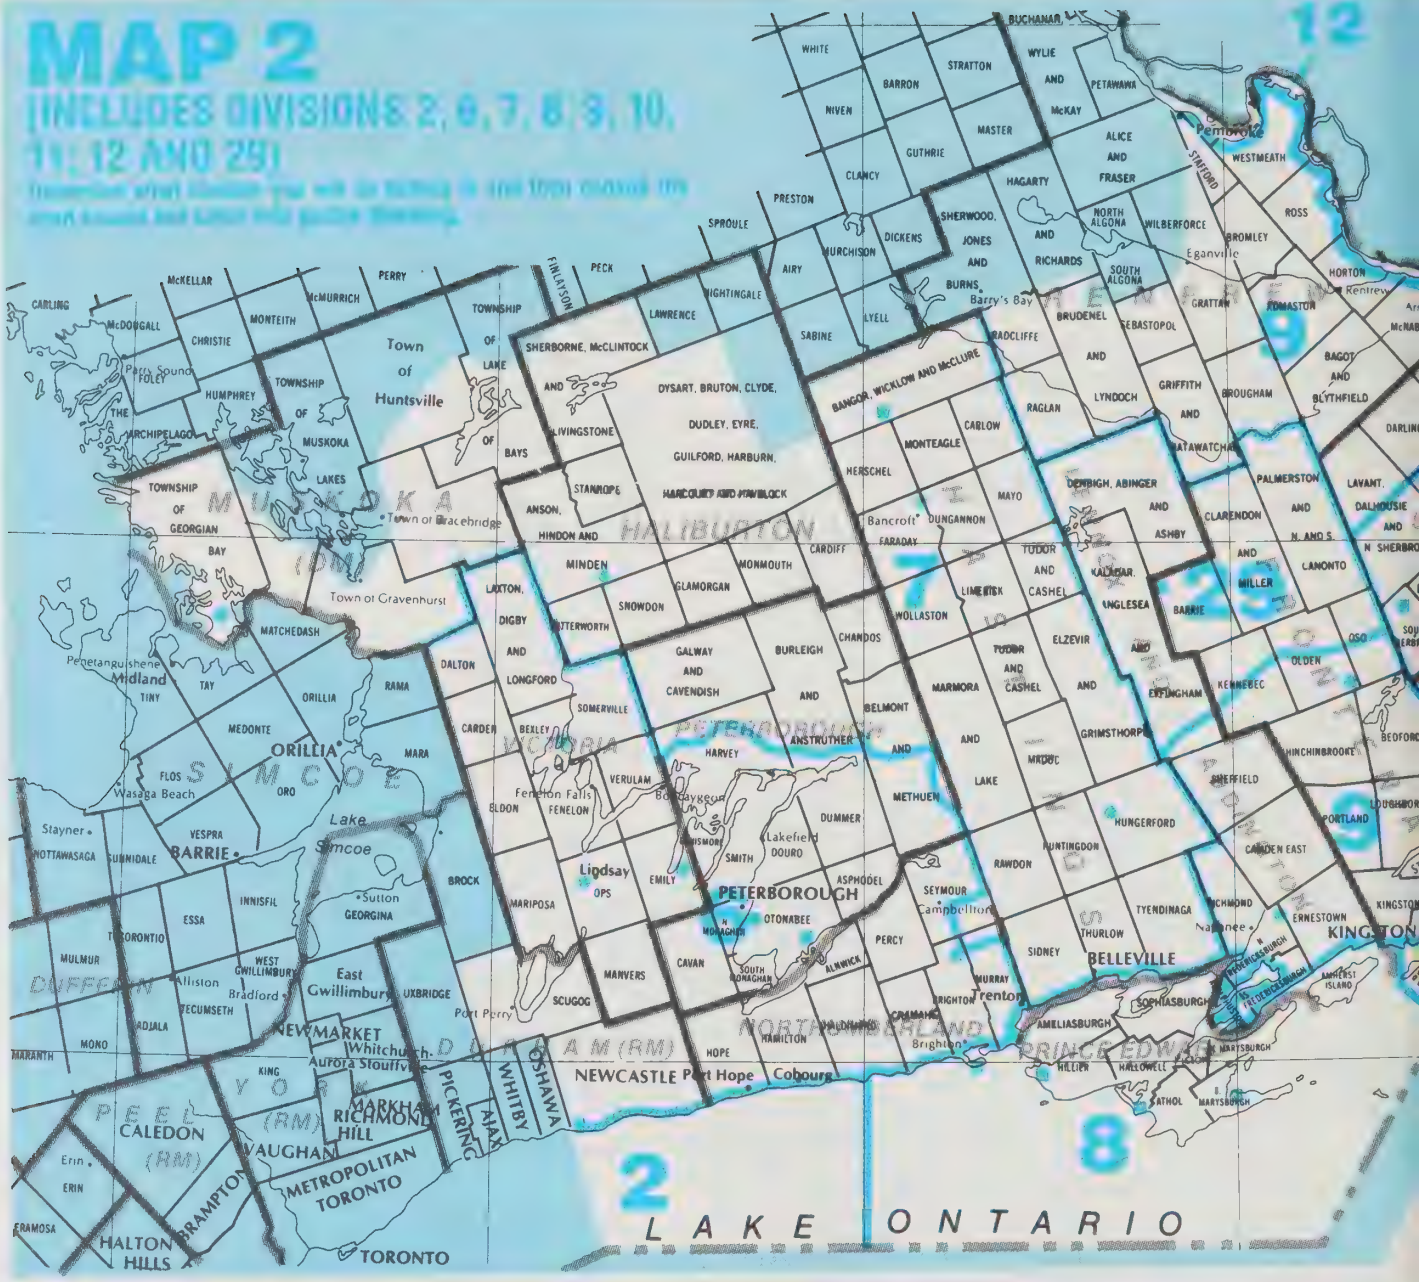 MAP 2
(INCLUDES DIVISIONS 2, 6, 7, 8, 9, 10,
11, 12 AND 29)
12
BUCHANAN,
WHITE
BARRON
STRATTON
WYLIE
AND
McKAY
PETAWAWA
NIVEN
MASTER
GUTHRIE
ALICE
AND
FRASER
Pembroke
STAFFORD
WESTMEATH
CLANCY
HAGARTY
AND
RICHARDS
PRESTON
SPROULE
DICKENS
SHERWOOD,
JONES
AND
BURNS
NORTH
ALGONA
WILBERFORCE
ROSS
BROMLEY
Eganville
MURCHISON
AIRY
SOUTH
ALGONA
HORTON
Renfrew
FINLAYSON
PECK
NIGHTINGALE
LAWRENCE
LYELL
SABINE
Barry's Bay
RENFREW
GRATTAN
ADMASTON
9
McNAB
McKELLAR
PERRY
McMURRICH
CARLING
McDOUGALL
MONTEITH
CHRISTIE
Parry Sound
FOLEY
HUMPHREY
THE
ARCHIPELAGO
TOWNSHIP
OF
MUSKOKA
LAKES
Town
of
Huntsville
TOWNSHIP
OF
LAKE
OF
BAYS
SHERBORNE, McCLINTOCK
AND
LIVINGSTONE
DYSART, BRUTON, CLYDE,
DUDLEY, EYRE,
GUILFORD, HARBURN,
HARCOURT AND HAVELOCK
STANHOPE
BANGOR, WICKLOW AND McCLURE
RADCLIFFE
BRUDENEL
AND
LYNDOCH
SEBASTOPOL
GRIFFITH
AND
MATAWATCHAN
BROUGHAM
BAGOT
AND
BLYTHFIELD
RAGLAN
CARLOW
MONTEAGLE
HERSCHEL
MAYO
DARLING
TOWNSHIP
OF
GEORGIAN
BAY
MUSKOKA
(DM)
Town of Bracebridge
Town of Gravenhurst
ANSON,
HINDON AND
MINDEN
HALIBURTON
CARDIFF
MONMOUTH
GLAMORGAN
SNOWDON
LUTTERWORTH
Bancroft
DUNGANNON
FARADAY
7
HASTINGS
LIMERICK
WOLLASTON
TUDOR
AND
CASHEL
DENBIGH, ABINGER
AND
ASHBY
CLARENDON
AND
MILLER
PALMERSTON
AND
N. AND S.
CANONTO
LAVANT,
DALHOUSIE
AND
N SHERBRO
LENNOX
AND
ADDINGTON
KALADAR,
ANGLESEA
AND
EFFINGHAM
29
BARRIE
FRONTENAC
OSO
OLDEN
KENNEBEC
MATCHEDASH
Penetanguishene
Midland
TINY
TAY
ORILLIA
RAMA
LAXTON,
DIGBY
AND
LONGFORD
DALTON
CARDEN
BEXLEY
SOMERVILLE
VICTORIA
GALWAY
AND
CAVENDISH
BURLEIGH
AND
ANSTRUTHER
CHANDOS
BELMONT
AND
METHUEN
PETERBOROUGH
HARVEY
MARMORA
AND
LAKE
TUDOR
AND
CASHEL
ELZEVIR
AND
GRIMSTHORPE
MADOC
MEDONTE
ORILLIA
FLOS
SIMCOE
ORO
MARA
Wasaga Beach
Lake
Simcoe
ELDON
Fenelon Falls
FENELON
VERULAM
Bobcaygeon
SHEFFIELD
HINCHINBROOKE
BEDFORD
Stayner
NOTTAWASAGA
SUNNIDALE
VESPRA
BARRIE
DUMMER
Lakefield
DOURO
ENNISMORE
SMITH
HUNGERFORD
HUNTINGDON
CAMDEN EAST
PORTLAND
9
LOUGHBOR
BROCK
MARIPOSA
Lindsay
OPS
EMILY
PETERBOROUGH
ASPHODEL
OTONABEE
N
MONAGHAN
RAWDON
SEYMOUR
Campbellford
Sutton
GEORGINA
INNISFIL
ESSA
TOSORONTIO
MULMUR
TYENDINAGA
RICHMOND
Napanee
ERNESTOWN
KINGSTON
KINGSTON
THURLOW
SIDNEY
BELLEVILLE
PERCY
ALNWICK
CAVAN
MANVERS
SOUTH
MONAGHAN
SCUGOG
Port Perry
DUFFERIN
Alliston
WEST
GWILLIMBURY
Bradford
TECUMSETH
ADJALA
MONO
East
Gwillimbury
UXBRIDGE
MURRAY
Trenton
BRIGHTON
CRAMAHE
HALDIMAND
HAMILTON
NORTHUMBERLAND
Brighton
N
FREDERICKSBURGH
S.
FREDERICKSBURGH
AMHERST
ISLAND
SOPHIASBURGH
AMELIASBURGH
PRINCE EDWARD
HILLIER
HALLOWELL
N. MARYSBURGH
ATHOL
MARYSBURGH
NEWMARKET
Whitchurch-
Stouffville
Aurora
DURHAM (RM)
HOPE
Port Hope
Cobourg
NEWCASTLE
OSHAWA
WHITBY
AJAX
PICKERING
KING
YORK
(RM)
MARKHAM
RICHMOND
HILL
VAUGHAN
MARANTH
PEEL
CALEDON
(RM)
Erin
ERIN
ERAMOSA
BRAMPTON
METROPOLITAN
TORONTO
HALTON
HILLS
TORONTO
2
8
LAKE ONTARIO